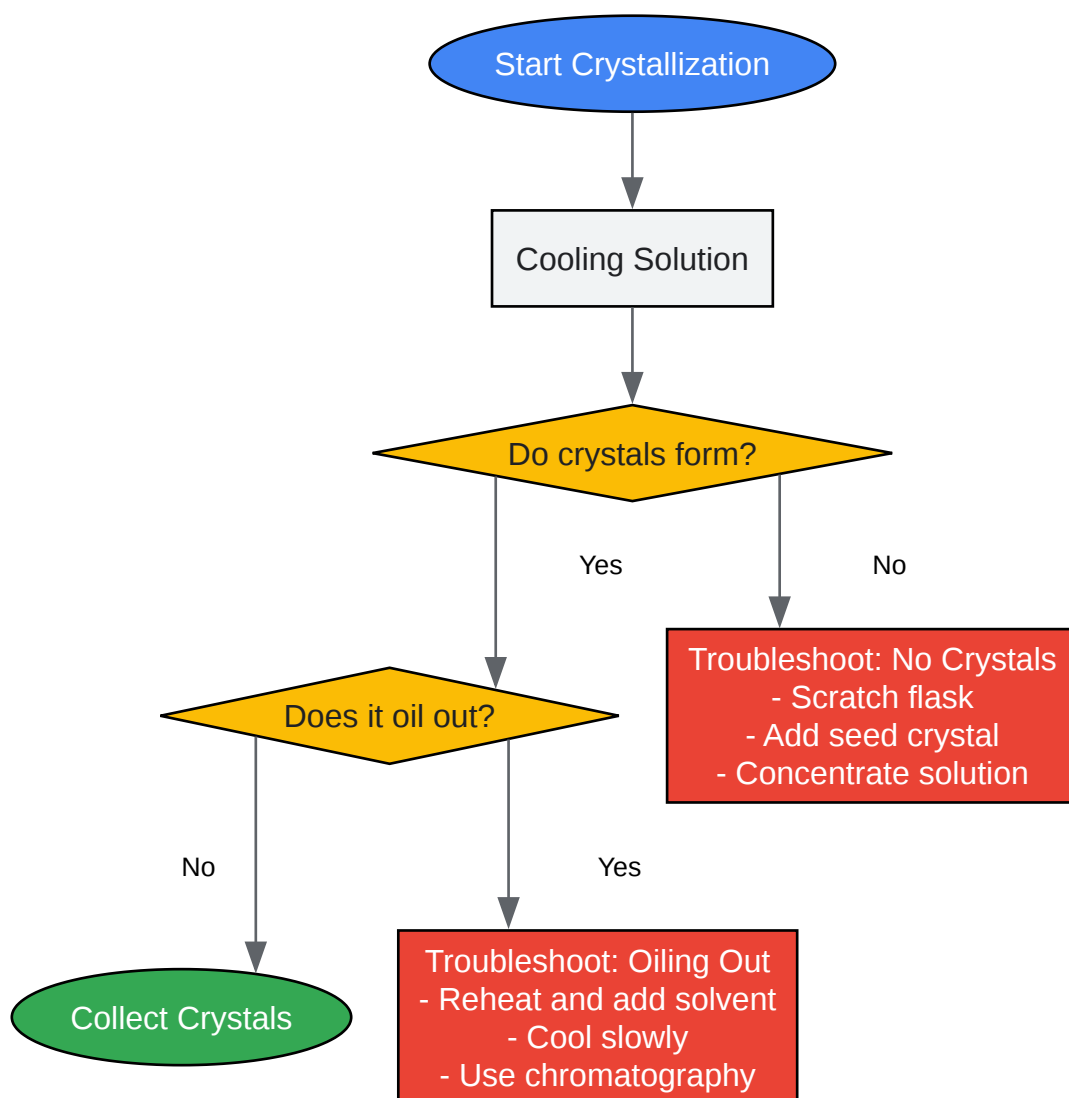 Start Crystallization
Cooling Solution
Do crystals form?
Yes
No
Troubleshoot: No Crystals
- Scratch flask
- Add seed crystal
- Concentrate solution
Does it oil out?
No
Yes
Troubleshoot: Oiling Out
- Reheat and add solvent
- Cool slowly
- Use chromatography
Collect Crystals